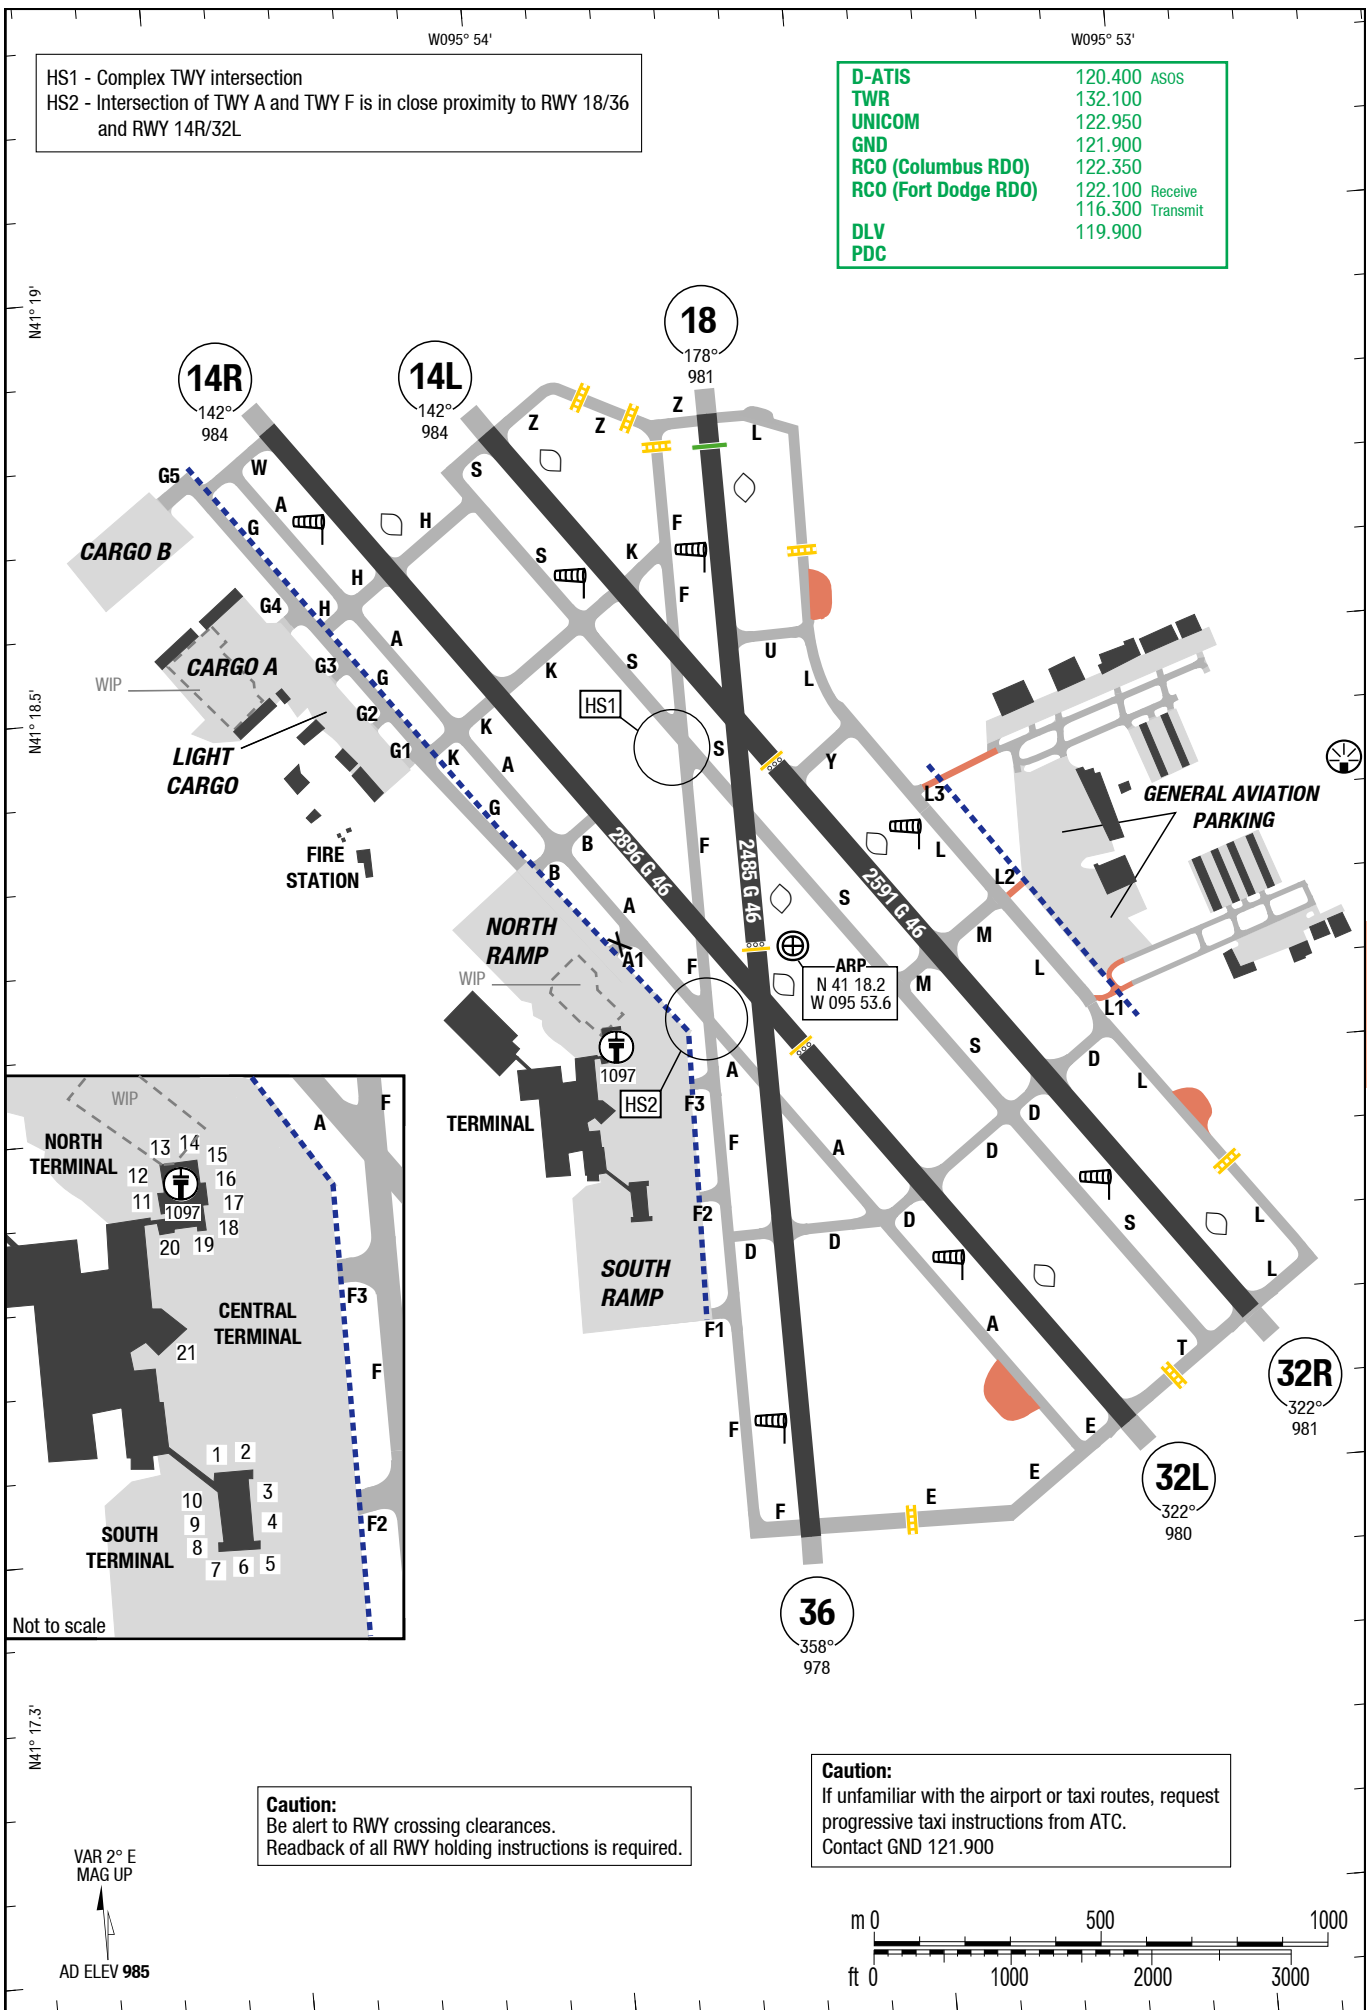 W095° 54'
W095° 53'
HS1 - Complex TWY intersection
HS2 - Intersection of TWY A and TWY F is in close proximity to RWY 18/36
and RWY 14R/32L
D-ATIS 120.400 ASOS
TWR 132.100
UNICOM 122.950
GND 121.900
RCO (Columbus RDO) 122.350
RCO (Fort Dodge RDO) 122.100 Receive
116.300 Transmit
DLV 119.900
PDC
N41° 19'
N41° 18.5'
N41° 17.3'
14R
142°
984
14L
142°
984
18
178°
981
Z
Z
Z
L
G5
W
A
G
S
H
F
CARGO B
S
K
H
F
G4
H
A
U
CARGO A
G3
G
K
S
L
WIP
HS1
G2
LIGHT
CARGO
G1
K
K
A
S
Y
G
L3
GENERAL AVIATION
PARKING
FIRE
STATION
B
B
2896 G 46
F
2485 G 46
2591 G 46
L
L2
A
S
M
NORTH
RAMP
A1
F
ARP
N 41 18.2
W 095 53.6
M
L
L1
WIP
1097
HS2
A
F3
S
D
L
TERMINAL
D
F
A
D
F2
D
D
D
S
L
SOUTH
RAMP
F1
A
L
T
F
E
E
E
F
32R
322°
981
32L
322°
980
36
358°
978
WIP
A
F
NORTH
TERMINAL
13
14
15
12
16
11
1097
17
18
20
19
CENTRAL
TERMINAL
F3
21
F
1
2
10
3
9
4
8
7
6
5
SOUTH
TERMINAL
F2
Not to scale
Caution:
Be alert to RWY crossing clearances.
Readback of all RWY holding instructions is required.
Caution:
If unfamiliar with the airport or taxi routes, request
progressive taxi instructions from ATC.
Contact GND 121.900
VAR 2° E
MAG UP
AD ELEV 985
m 0 500 1000
ft 0 1000 2000 3000